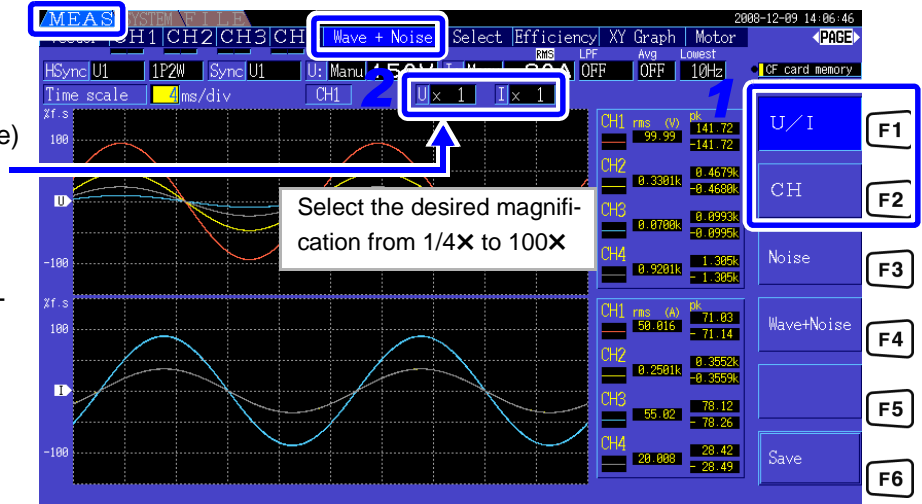 MEAS SYSTEM FILE 2008-12-09 14:06:46
CH1 CH2 CH3 CH Wave + Noise Select Efficiency XY Graph Motor PAGE
RMS LPF Avg Lowest
HSync U1 1P2W Sync U1 U: Manu OFF OFF 10Hz CF card memory
Time scale 4 ms/div CH1 2 U× 1 I× 1 1
%f.s
100
U
-100
e)
Select the desired magnifi-
cation from 1/4× to 100×
CH1 rms (V) pk
99.99 141.72
-141.72
CH2
0.3301k 0.4679k
-0.4680k
CH3
0.0700k 0.0993k
-0.0995k
CH4
0.9201k 1.305k
- 1.305k
-
%f.s
100
I
-100
CH1 rms (A) pk
50.016 71.03
- 71.14
CH2
0.2501k 0.3552k
-0.3559k
CH3
55.02 78.12
- 78.26
CH4
20.008 28.42
- 28.49
U/I F1
CH F2
Noise F3
Wave+Noise F4
F5
Save F6